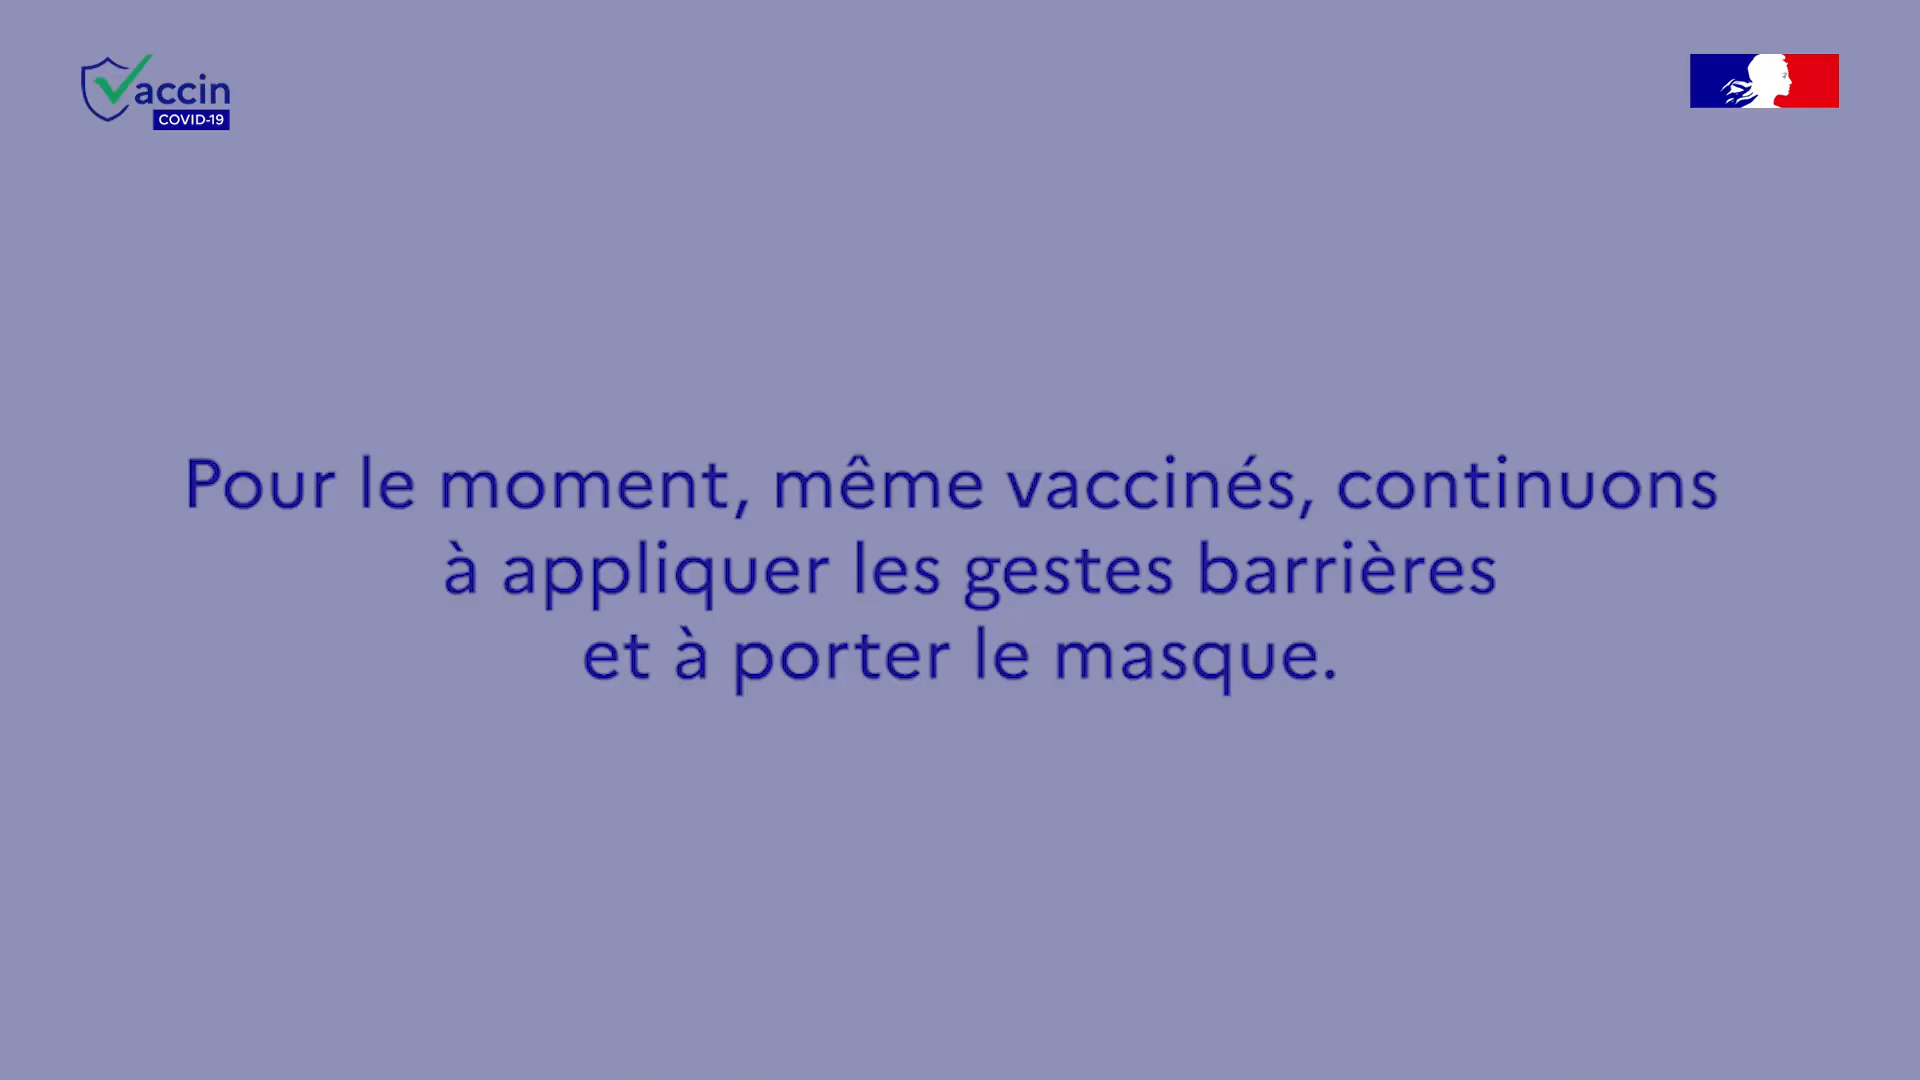 Vaccin
COVID-19
Pour le moment, même vaccinés, continuons
à appliquer les gestes barrières
et à porter le masque.